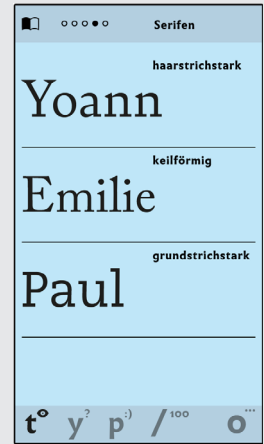 Serifen
haarstrichstark
Yoann
keilförmig
Emilie
grundstrichstark
Paul
t y? p:) /100 o...